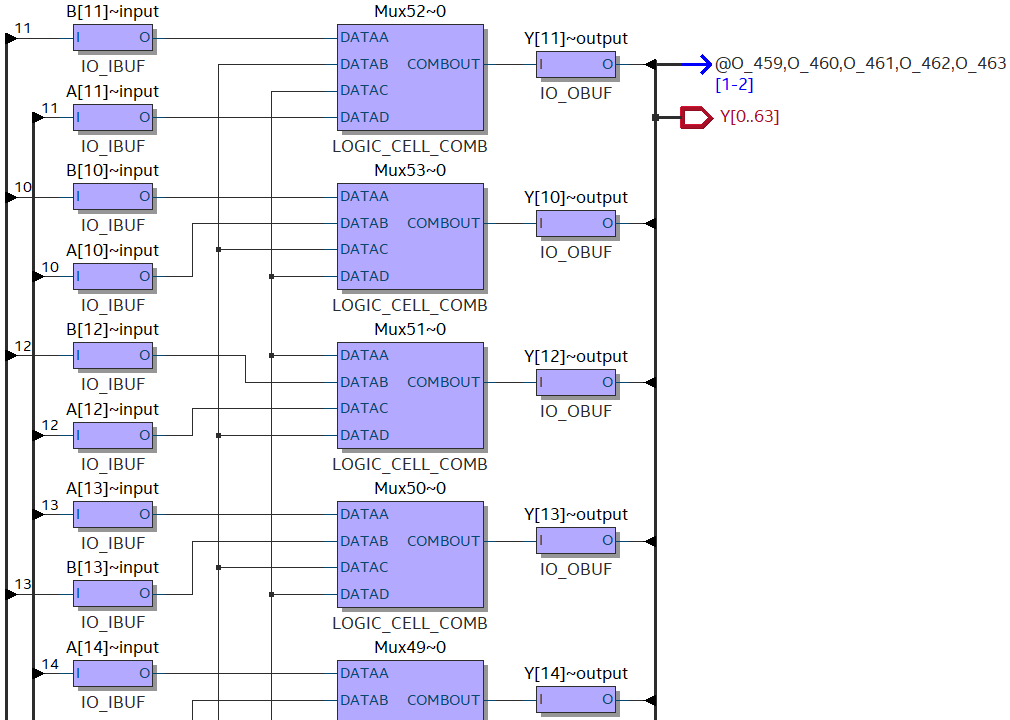 B[11]~input
Mux52~0
11
I O
DATAA
Y[11]~output
IO_IBUF
DATAB COMBOUT
I O
@O_459,O_460,O_461,O_462,O_463
[1-2]
A[11]~input
DATAC
IO_OBUF
11
I O
DATAD
Y[0..63]
IO_IBUF
LOGIC_CELL_COMB
B[10]~input
Mux53~0
10
I O
DATAA
Y[10]~output
IO_IBUF
DATAB COMBOUT
I O
A[10]~input
DATAC
IO_OBUF
10
I O
DATAD
IO_IBUF
LOGIC_CELL_COMB
B[12]~input
Mux51~0
12
I O
DATAA
Y[12]~output
IO_IBUF
DATAB COMBOUT
I O
A[12]~input
DATAC
IO_OBUF
12
I O
DATAD
IO_IBUF
LOGIC_CELL_COMB
A[13]~input
Mux50~0
13
I O
DATAA
Y[13]~output
IO_IBUF
DATAB COMBOUT
I O
B[13]~input
DATAC
IO_OBUF
13
I O
DATAD
IO_IBUF
LOGIC_CELL_COMB
A[14]~input
Mux49~0
14
I O
DATAA
Y[14]~output
IO_IBUF
DATAB COMBOUT
I O